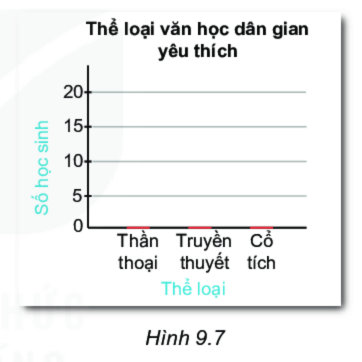 Thể loại văn học dân gian
yêu thích
Số học sinh
20
15
10
5
0
Thần thoại
Truyền thuyết
Cổ tích
Thể loại
Hình 9.7